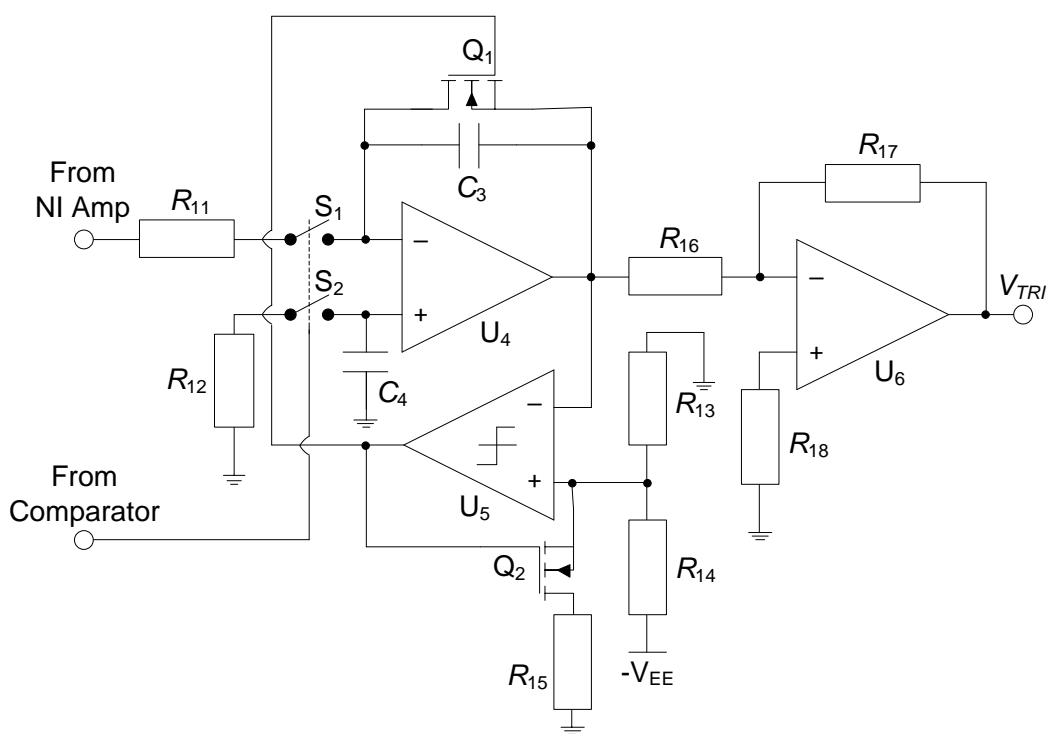 Q1
From
NI Amp
R11
S1
C3
R17
R16
−
VTRI
S2
+
U4
−
+
U6
R12
C4
−
R13
R18
+
U5
From
Comparator
Q2
R14
R15
-VEE